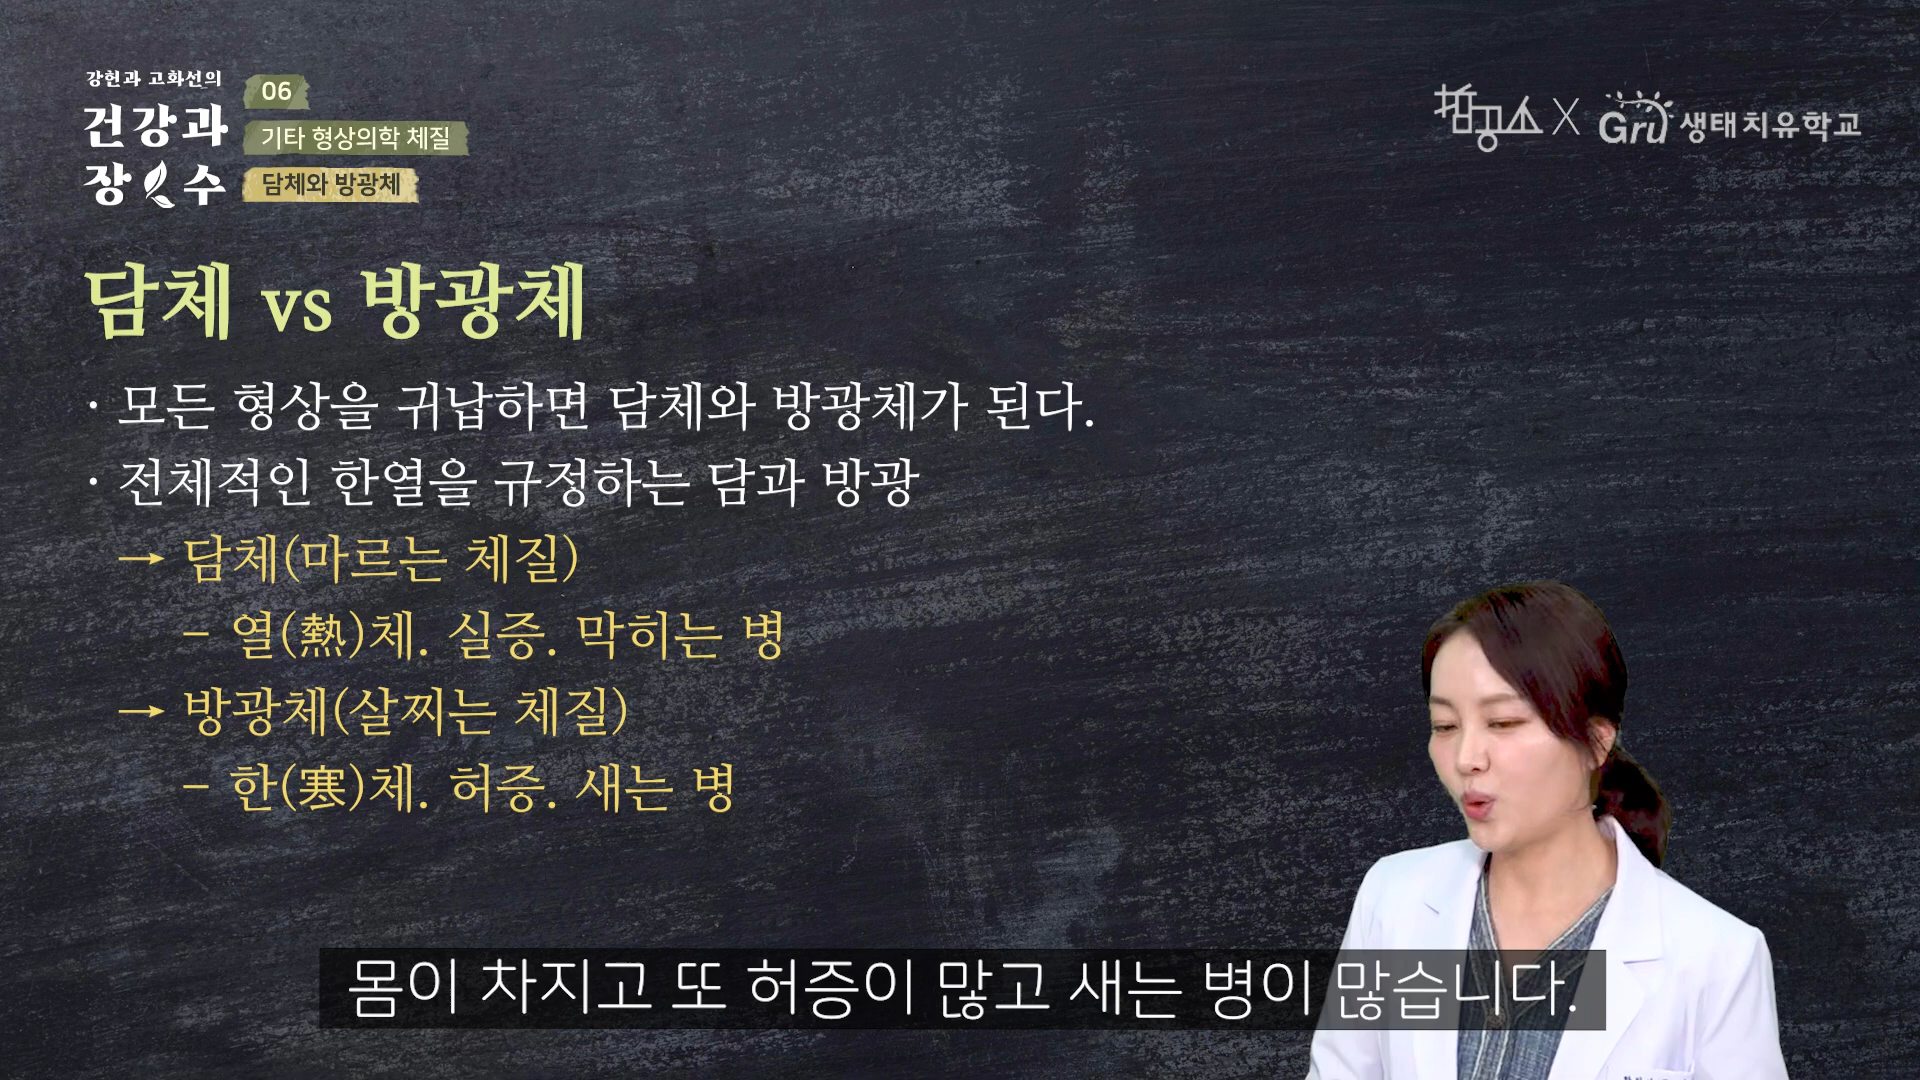 강헌과 고화선의
건강과
장수
06
기타 형상의학 체질
담체와 방광체
Gru 생태치유학교
담체 vs 방광체
· 모든 형상을 귀납하면 담체와 방광체가 된다.
· 전체적인 한열을 규정하는 담과 방광
→ 담체(마르는 체질)
– 열(熱)체. 실증. 막히는 병
→ 방광체(살찌는 체질)
– 한(寒)체. 허증. 새는 병
몸이 차지고 또 허증이 많고 새는 병이 많습니다.